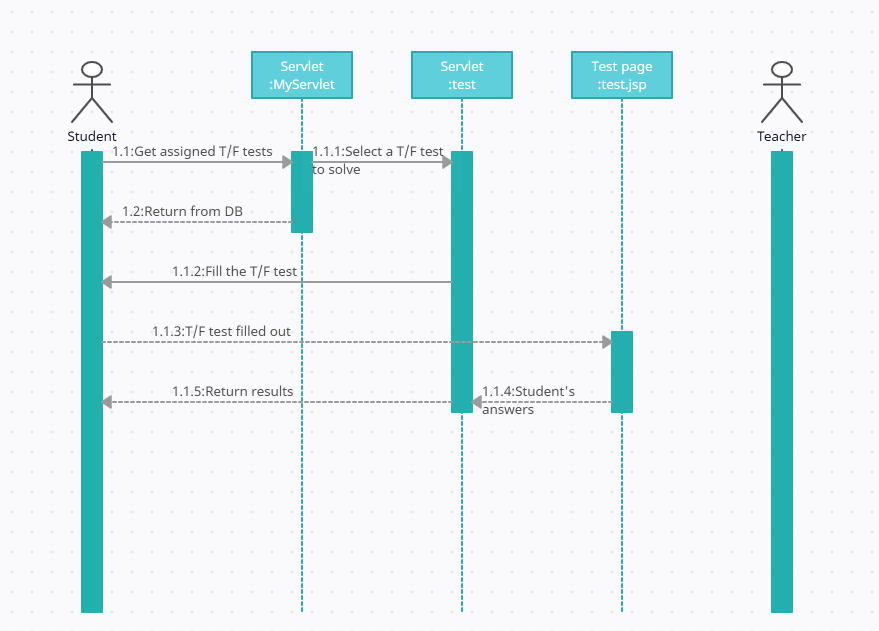 Servlet
:MyServlet
Servlet
:test
Test page
:test.jsp
Student
Teacher
1.1:Get assigned T/F tests
1.1.1:Select a T/F test
to solve
1.2:Return from DB
1.1.2:Fill the T/F test
1.1.3:T/F test filled out
1.1.5:Return results
1.1.4:Student's
answers